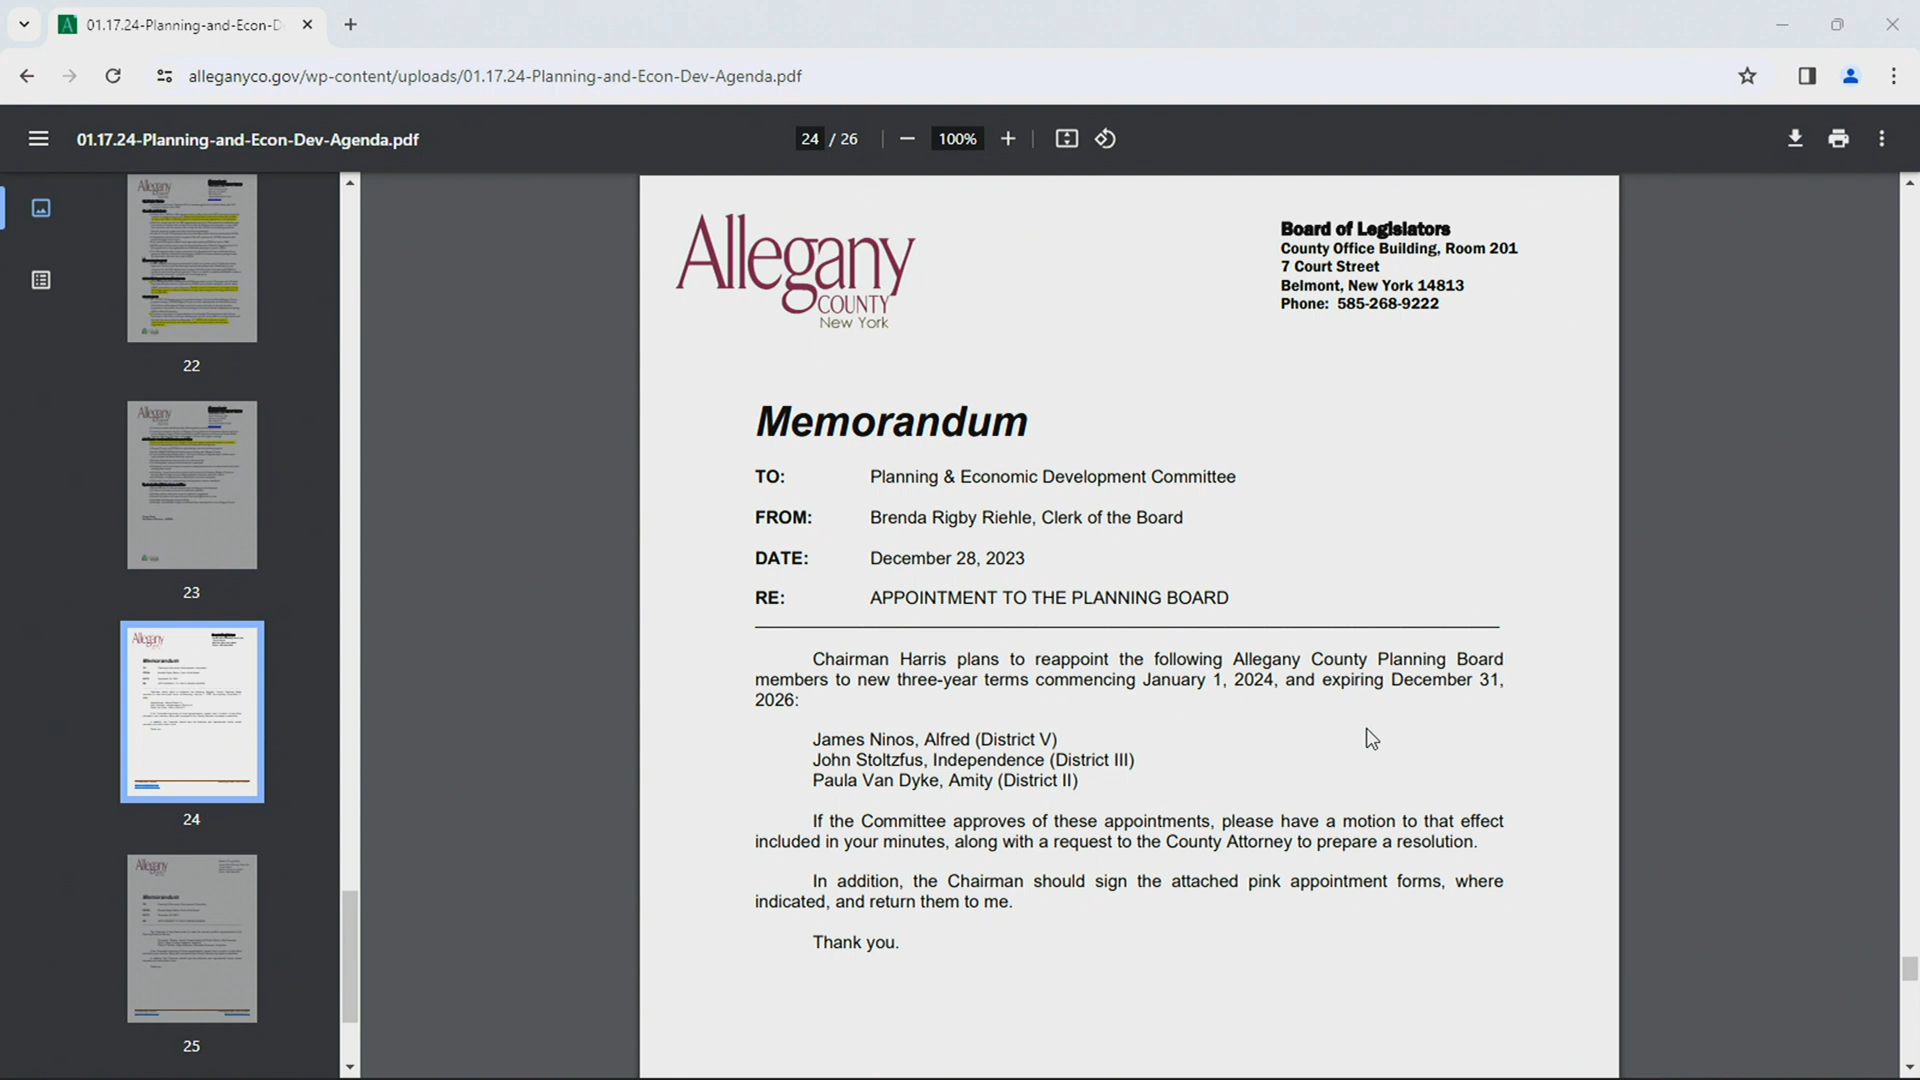 01.17.24-Planning-and-Econ-D
alleganyco.gov/wp-content/uploads/01.17.24-Planning-and-Econ-Dev-Agenda.pdf
01.17.24-Planning-and-Econ-Dev-Agenda.pdf
24 / 26
100%
Allegany
22
Allegany
23
Allegany
Memorandum
24
Allegany
Memorandum
25
Allegany
COUNTY
New York
Board of Legislators
County Office Building, Room 201
7 Court Street
Belmont, New York 14813
Phone: 585-268-9222
Memorandum
TO: Planning & Economic Development Committee
FROM: Brenda Rigby Riehle, Clerk of the Board
DATE: December 28, 2023
RE: APPOINTMENT TO THE PLANNING BOARD
Chairman Harris plans to reappoint the following Allegany County Planning Board
members to new three-year terms commencing January 1, 2024, and expiring December 31,
2026:
James Ninos, Alfred (District V)
John Stoltzfus, Independence (District III)
Paula Van Dyke, Amity (District II)
If the Committee approves of these appointments, please have a motion to that effect
included in your minutes, along with a request to the County Attorney to prepare a resolution.
In addition, the Chairman should sign the attached pink appointment forms, where
indicated, and return them to me.
Thank you.